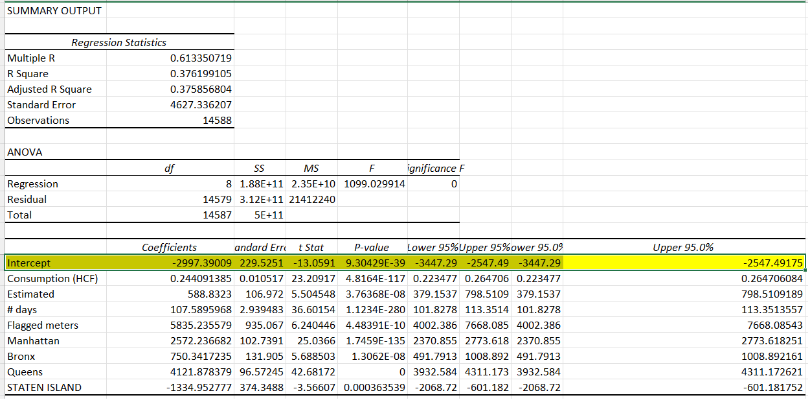 SUMMARY OUTPUT
Regression Statistics
Multiple R 0.613350719
R Square 0.376199105
Adjusted R Square 0.375856804
Standard Error 4627.336207
Observations 14588
ANOVA
df SS MS F ignificance F
Regression 8 1.88E+11 2.35E+10 1099.029914 0
Residual 14579 3.12E+11 21412240
Total 14587 5E+11
Coefficients andard Erro t Stat P-value Lower 95% Upper 95% ower 95.0% Upper 95.0%
Intercept -2997.39009 229.5251 -13.0591 9.30429E-39 -3447.29 -2547.49 -3447.29 -2547.49175
Consumption (HCF) 0.244091385 0.010517 23.20917 4.8164E-117 0.223477 0.264706 0.223477 0.264706084
Estimated 588.8323 106.972 5.504548 3.76368E-08 379.1537 798.5109 379.1537 798.5109189
# days 107.5895968 2.939483 36.60154 1.1234E-280 101.8278 113.3514 101.8278 113.3513557
Flagged meters 5835.235579 935.067 6.240446 4.48391E-10 4002.386 7668.085 4002.386 7668.08543
Manhattan 2572.236682 102.7391 25.0366 1.7459E-135 2370.855 2773.618 2370.855 2773.618251
Bronx 750.3417235 131.905 5.688503 1.3062E-08 491.7913 1008.892 491.7913 1008.892161
Queens 4121.878379 96.57245 42.68172 0 3932.584 4311.173 3932.584 4311.172621
STATEN ISLAND -1334.952777 374.3488 -3.56607 0.000363539 -2068.72 -601.182 -2068.72 -601.181752